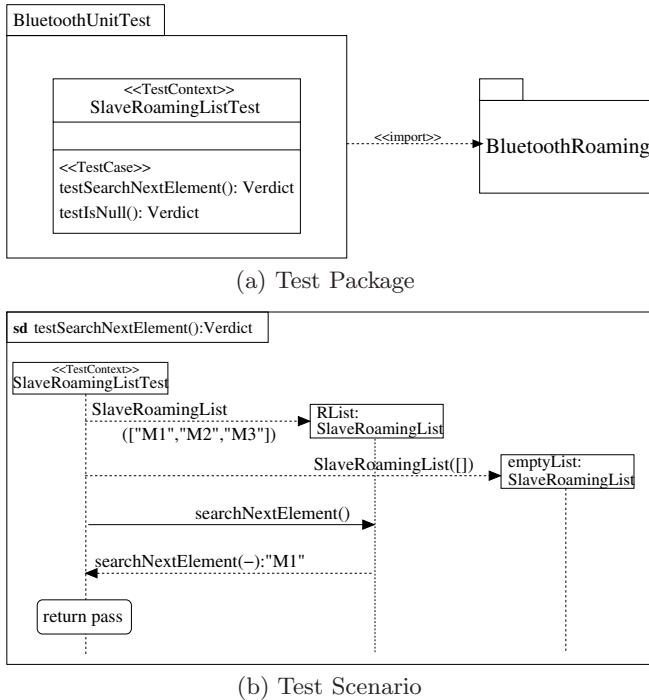 BluetoothUnitTest
<<TestContext>>
SlaveRoamingListTest
<<TestCase>>
testSearchNextElement(): Verdict
testIsNull(): Verdict
<<import>>
BluetoothRoaming
(a) Test Package
sd testSearchNextElement():Verdict
<<TestContext>>
SlaveRoamingListTest
SlaveRoamingList
(["M1","M2","M3"])
RList:
SlaveRoamingList
SlaveRoamingList([])
emptyList:
SlaveRoamingList
searchNextElement()
searchNextElement(−):"M1"
return pass
(b) Test Scenario